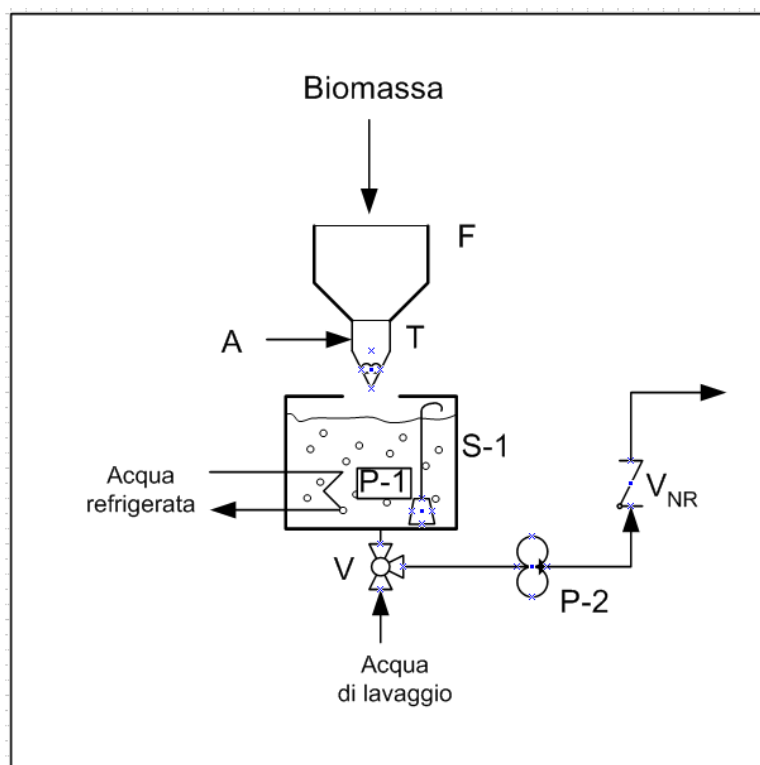 Biomassa
F
A
T
S-1
P-1
Acqua
refrigerata
V
VNR
P-2
Acqua
di lavaggio